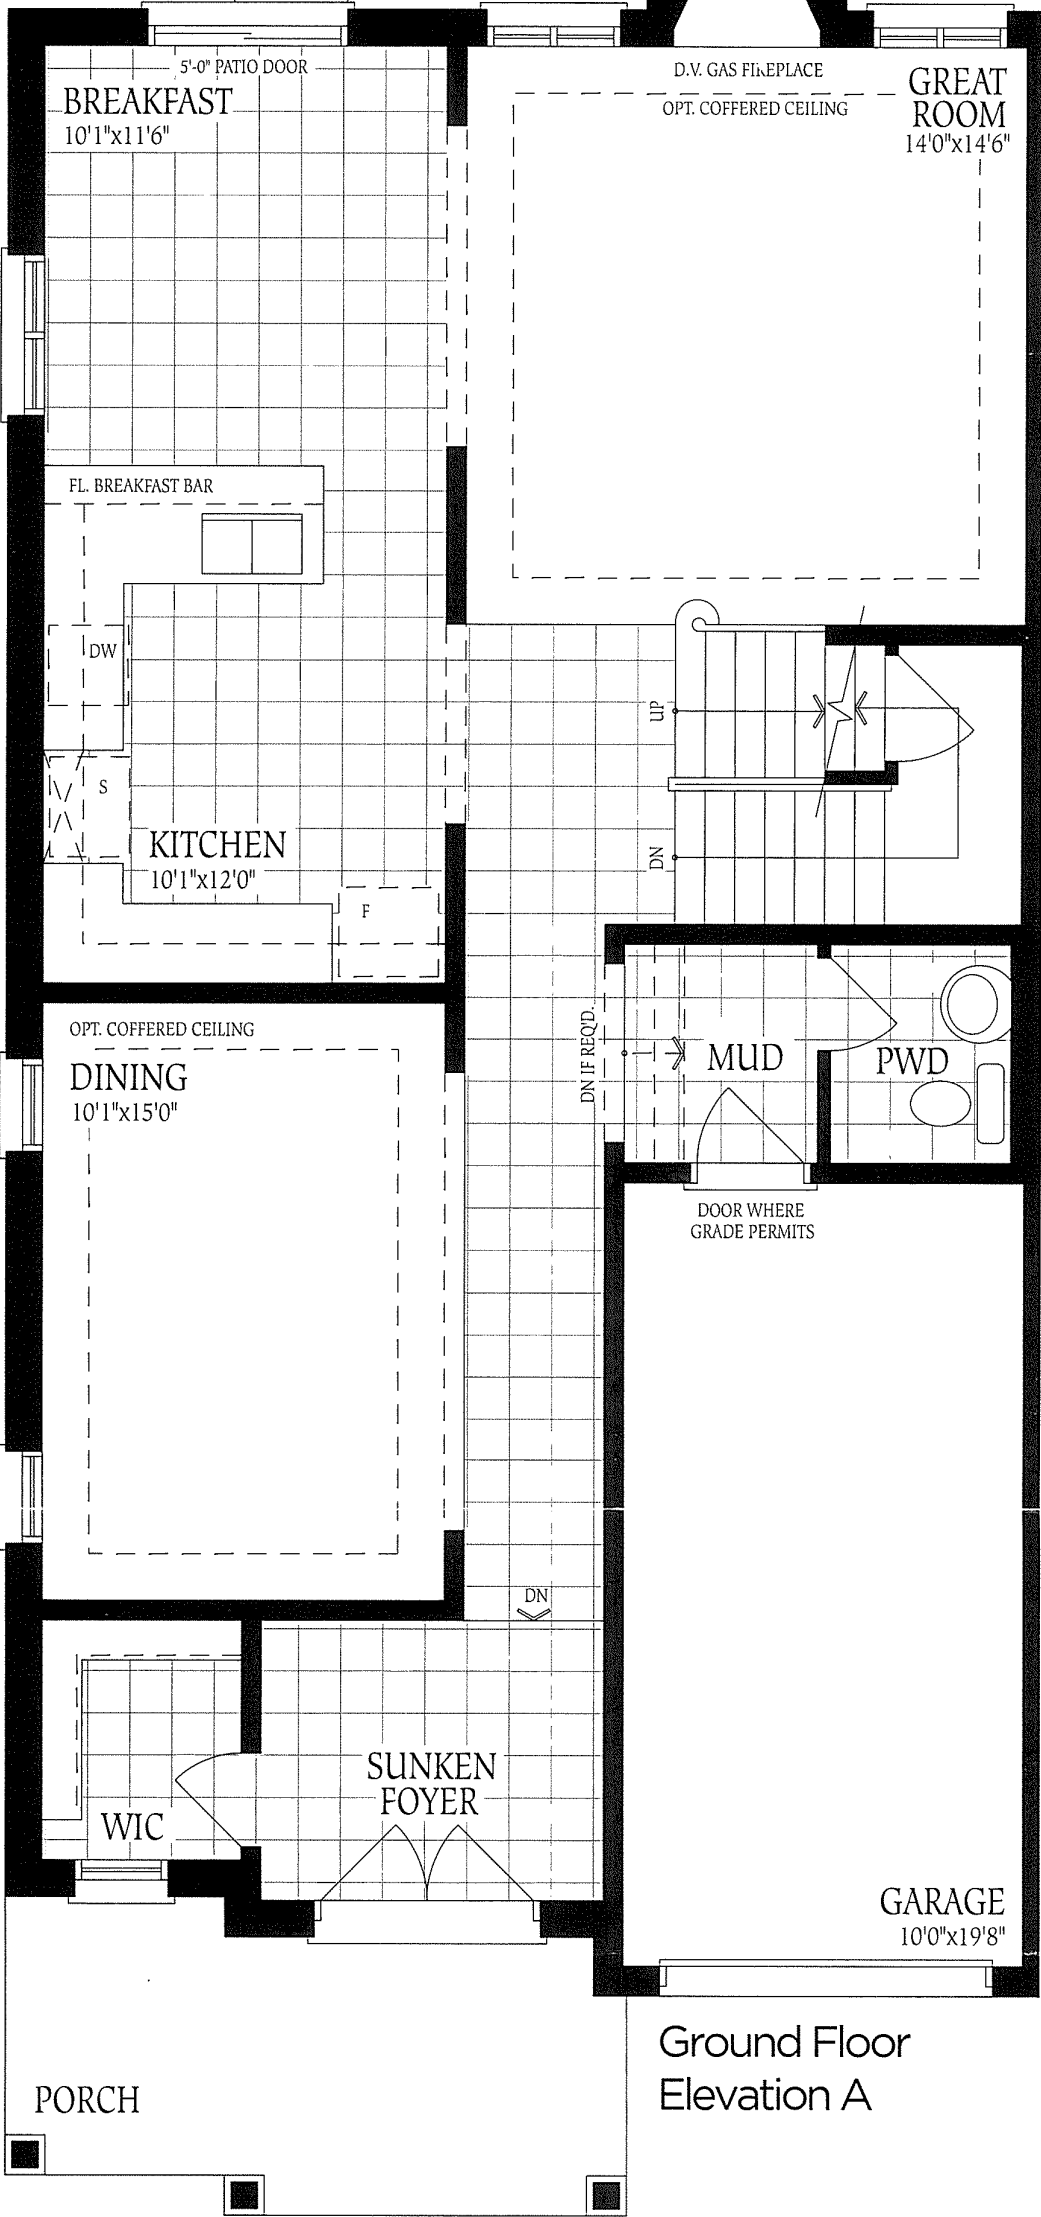 5'-0" PATIO DOOR
BREAKFAST
10'1"x11'6"
D.V. GAS FIREPLACE
OPT. COFFERED CEILING
GREAT
ROOM
14'0"x14'6"
FL. BREAKFAST BAR
DW
S
KITCHEN
10'1"x12'0"
F
UP
DN
OPT. COFFERED CEILING
DINING
10'1"x15'0"
DN IF REQ'D.
MUD
PWD
DOOR WHERE
GRADE PERMITS
DN
SUNKEN
FOYER
WIC
GARAGE
10'0"x19'8"
PORCH
Ground Floor
Elevation A